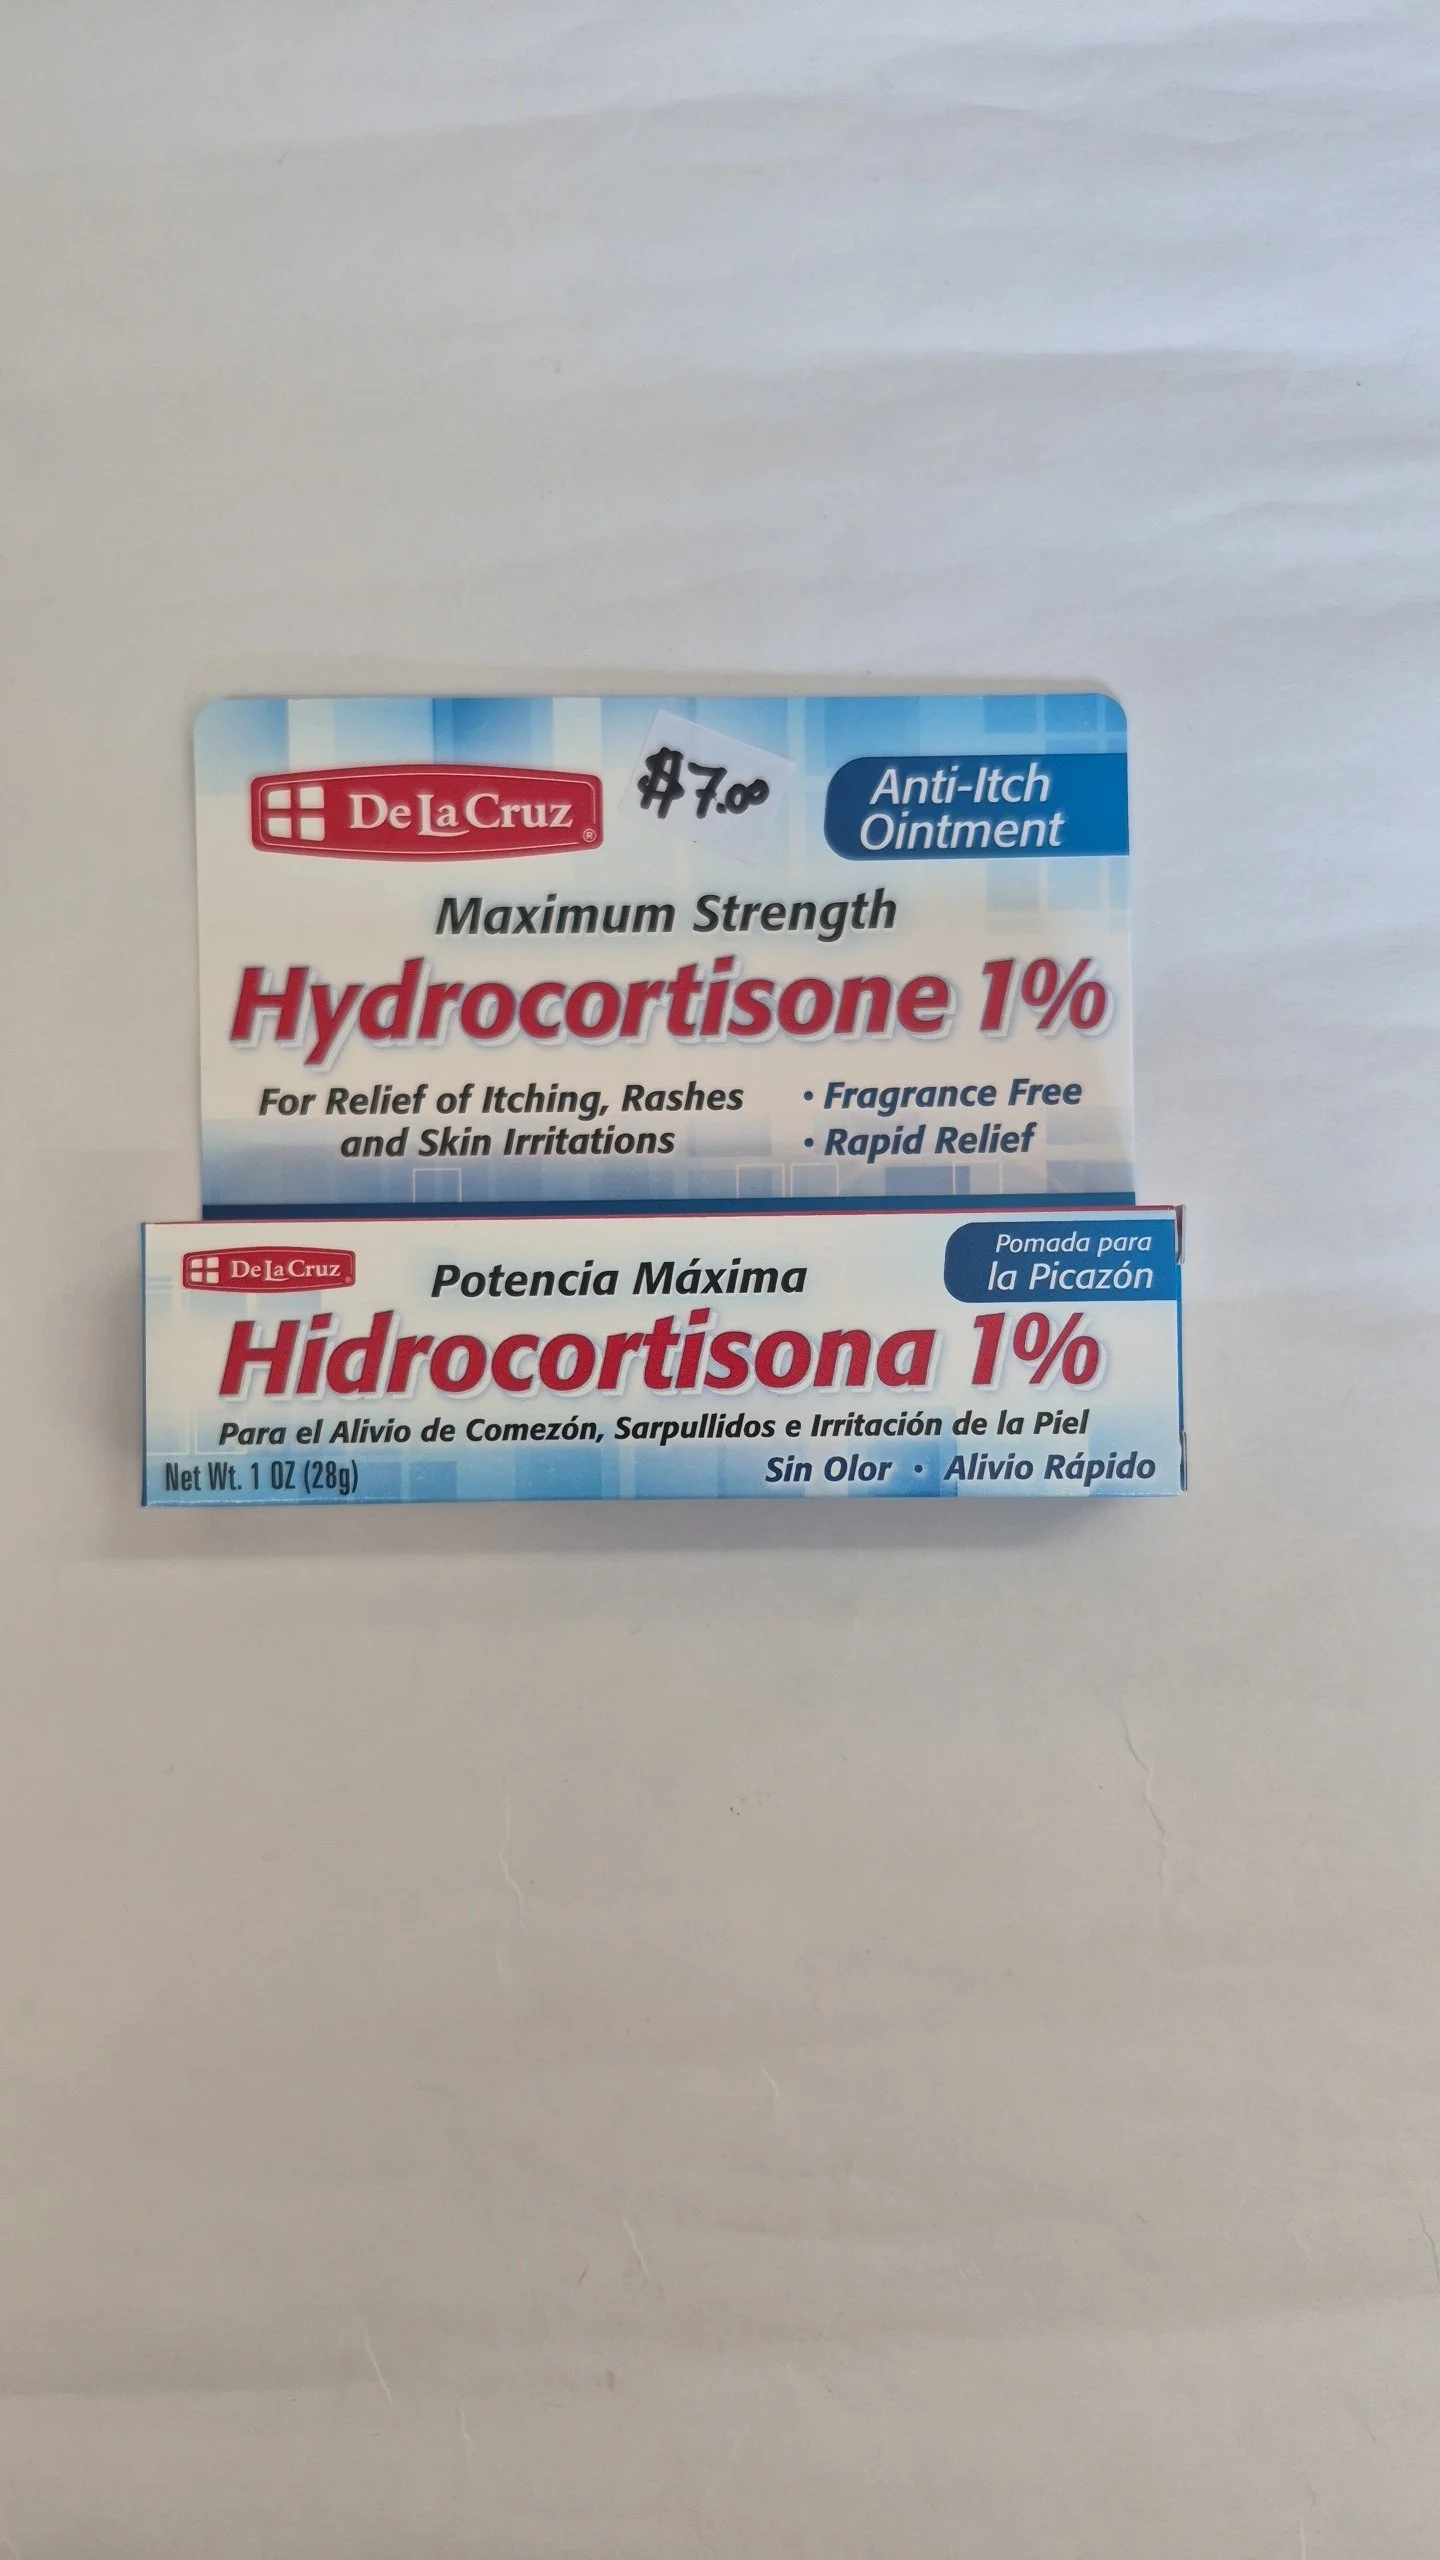 De La Cruz®
$7.00
Anti-Itch
Ointment
Maximum Strength
Hydrocortisone 1%
For Relief of Itching, Rashes
and Skin Irritations
• Fragrance Free
• Rapid Relief
De La Cruz®
Potencia Máxima
Pomada para
la Picazón
Hidrocortisona 1%
Para el Alivio de Comezón, Sarpullidos e Irritación de la Piel
Net Wt. 1 OZ (28g)
Sin Olor • Alivio Rápido